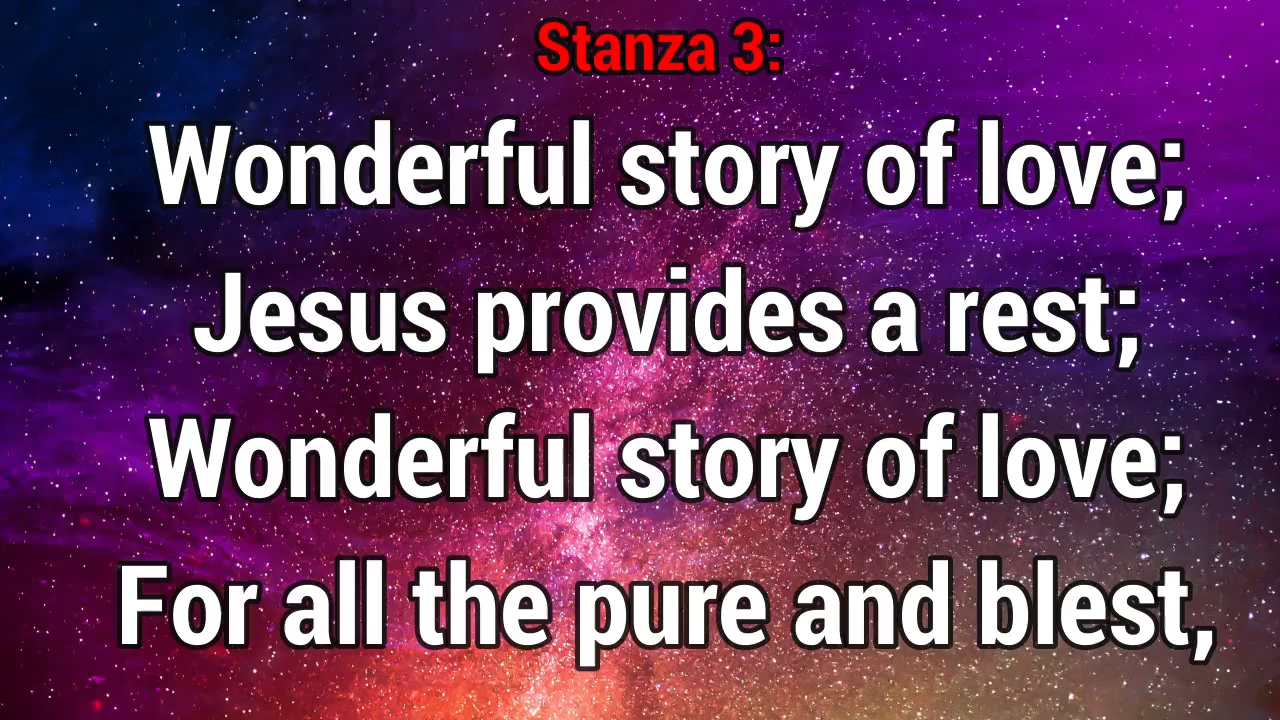 Stanza 3:
Wonderful story of love;
Jesus provides a rest;
Wonderful story of love;
For all the pure and blest,